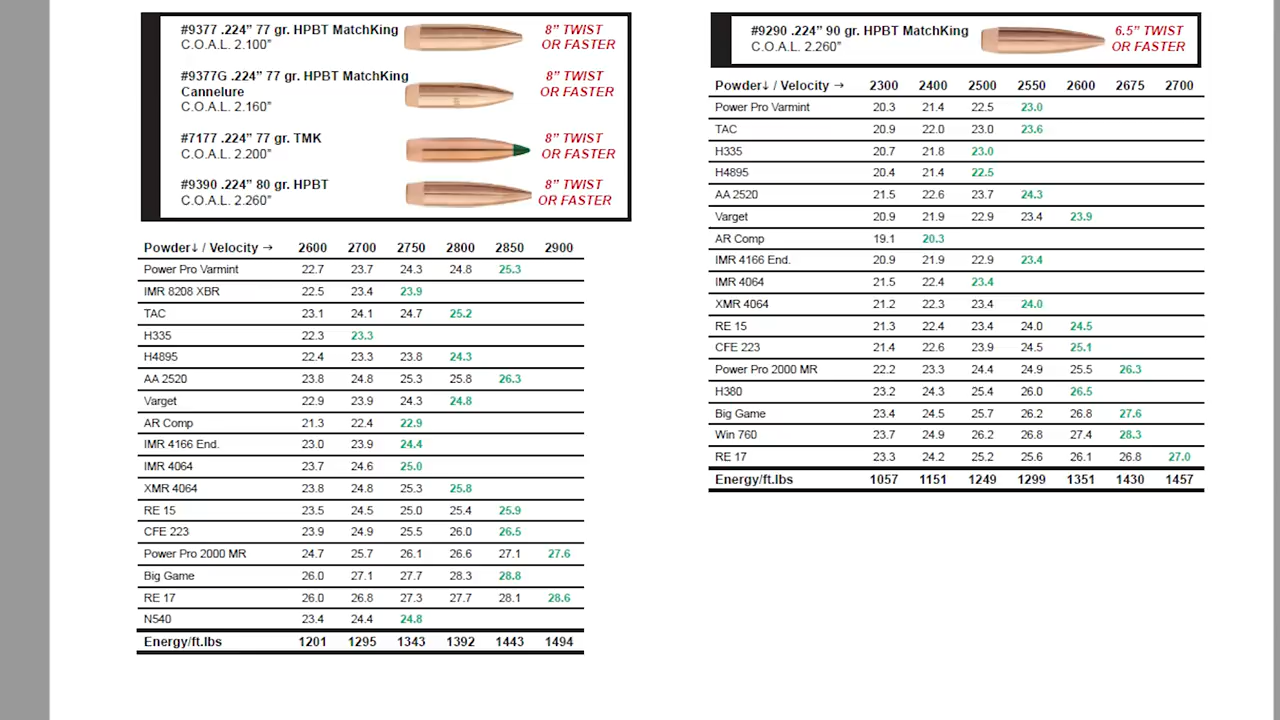 #9377 .224” 77 gr. HPBT MatchKing 8” TWIST
C.O.A.L. 2.100” OR FASTER
#9377G .224” 77 gr. HPBT MatchKing 8” TWIST
Cannelure OR FASTER
C.O.A.L. 2.160”
#7177 .224” 77 gr. TMK 8” TWIST
C.O.A.L. 2.200” OR FASTER
#9390 .224” 80 gr. HPBT 8” TWIST
C.O.A.L. 2.260” OR FASTER
Powder↓ / Velocity → 2600 2700 2750 2800 2850 2900
Power Pro Varmint 22.7 23.7 24.3 24.8 25.3
IMR 8208 XBR 22.5 23.4 23.9
TAC 23.1 24.1 24.7 25.2
H335 22.3 23.3
H4895 22.4 23.3 23.8 24.3
AA 2520 23.8 24.8 25.3 25.8 26.3
Varget 22.9 23.9 24.3 24.8
AR Comp 21.3 22.4 22.9
IMR 4166 End. 23.0 23.9 24.4
IMR 4064 23.7 24.6 25.0
XMR 4064 23.8 24.8 25.3 25.8
RE 15 23.5 24.5 25.0 25.4 25.9
CFE 223 23.9 24.9 25.5 26.0 26.5
Power Pro 2000 MR 24.7 25.7 26.1 26.6 27.1 27.6
Big Game 26.0 27.1 27.7 28.3 28.8
RE 17 26.0 26.8 27.3 27.7 28.1 28.6
N540 23.4 24.4 24.8
Energy/ft.lbs 1201 1295 1343 1392 1443 1494
#9290 .224” 90 gr. HPBT MatchKing 6.5” TWIST
C.O.A.L. 2.260” OR FASTER
Powder↓ / Velocity → 2300 2400 2500 2550 2600 2675 2700
Power Pro Varmint 20.3 21.4 22.5 23.0
TAC 20.9 22.0 23.0 23.6
H335 20.7 21.8 23.0
H4895 20.4 21.4 22.5
AA 2520 21.5 22.6 23.7 24.3
Varget 20.9 21.9 22.9 23.4 23.9
AR Comp 19.1 20.3
IMR 4166 End. 20.9 21.9 22.9 23.4
IMR 4064 21.5 22.4 23.4
XMR 4064 21.2 22.3 23.4 24.0
RE 15 21.3 22.4 23.4 24.0 24.5
CFE 223 21.4 22.6 23.9 24.5 25.1
Power Pro 2000 MR 22.2 23.3 24.4 24.9 25.5 26.3
H380 23.2 24.3 25.4 26.0 26.5
Big Game 23.4 24.5 25.7 26.2 26.8 27.6
Win 760 23.7 24.9 26.2 26.8 27.4 28.3
RE 17 23.3 24.2 25.2 25.6 26.1 26.8 27.0
Energy/ft.lbs 1057 1151 1249 1299 1351 1430 1457